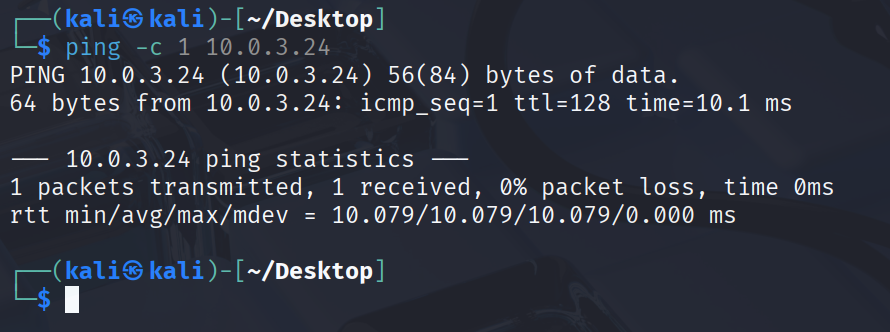 ┌──(kali㉿kali)-[~/Desktop]
└─$ ping -c 1 10.0.3.24
PING 10.0.3.24 (10.0.3.24) 56(84) bytes of data.
64 bytes from 10.0.3.24: icmp_seq=1 ttl=128 time=10.1 ms
--- 10.0.3.24 ping statistics ---
1 packets transmitted, 1 received, 0% packet loss, time 0ms
rtt min/avg/max/mdev = 10.079/10.079/10.079/0.000 ms
┌──(kali㉿kali)-[~/Desktop]
└─$